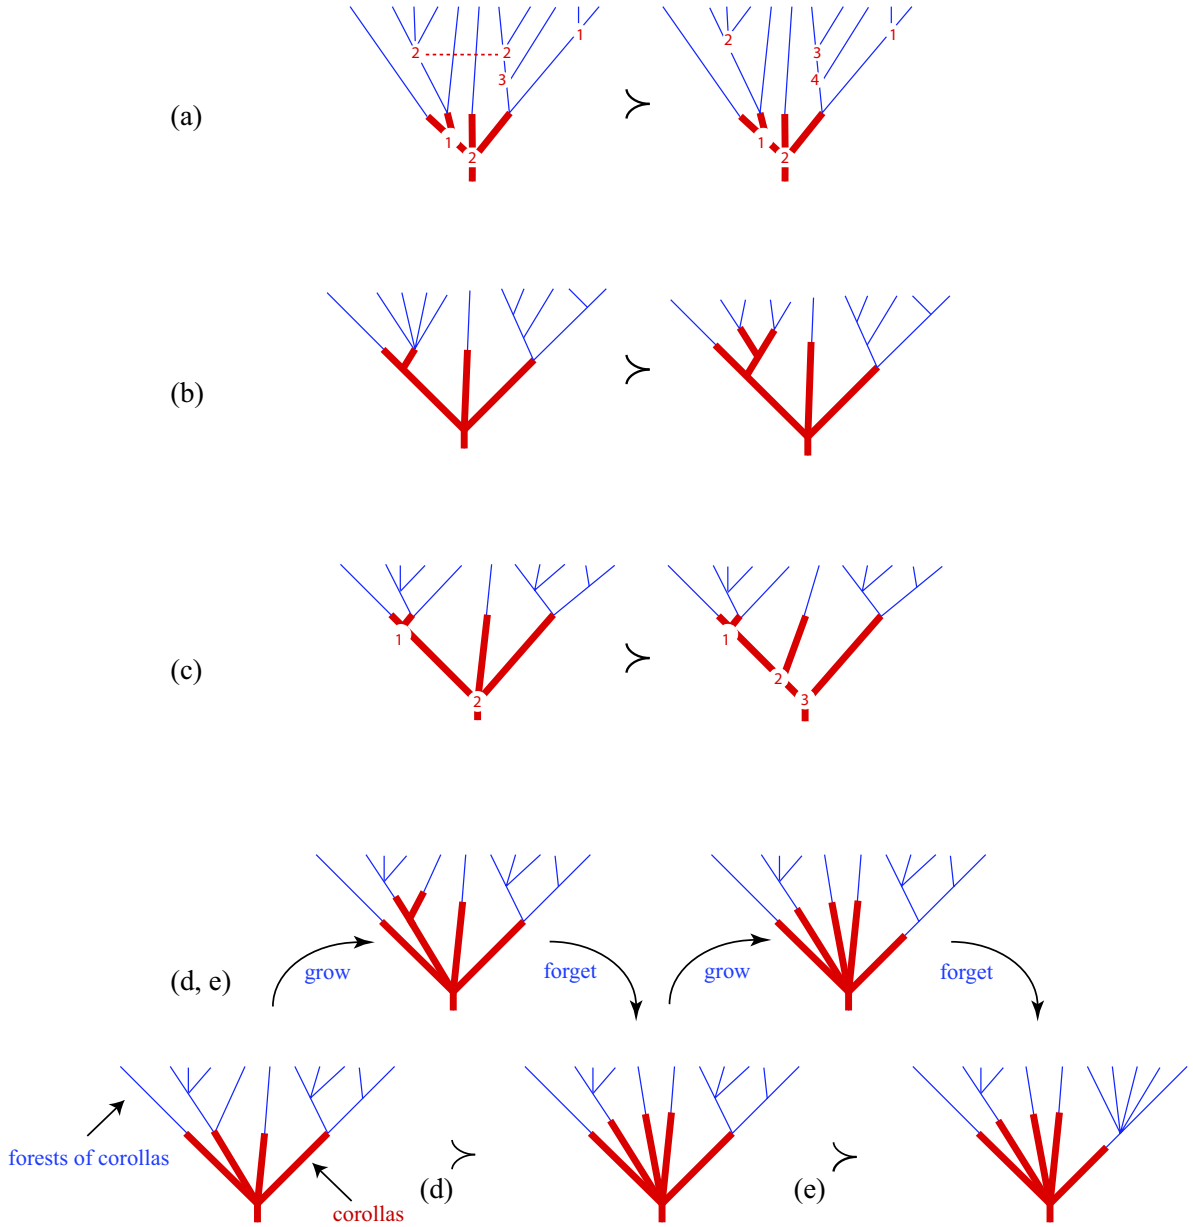 1
2
2
2
3
3
4
1
(a)
1
2
1
2
≻
(b)
≻
(c)
1
2
1
2
3
≻
(d, e)
grow
forget
grow
forget
forests of corollas
corollas
(d)
≻
(e)
≻